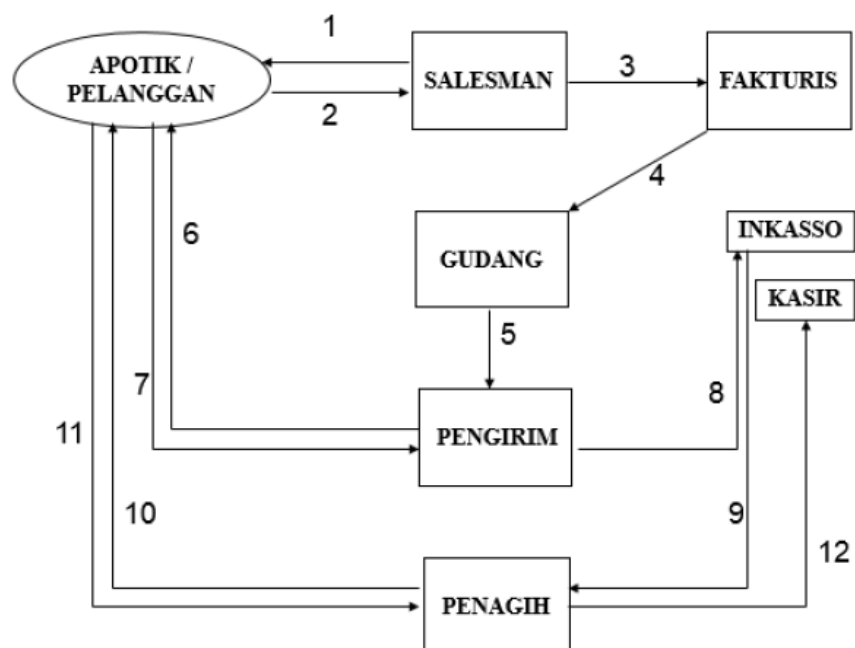 1
APOTIK /
PELANGGAN
SALESMAN
3
FAKTURIS
2
4
6
GUDANG
INKASSO
KASIR
5
7
8
11
PENGIRIM
10
9
12
PENAGIH